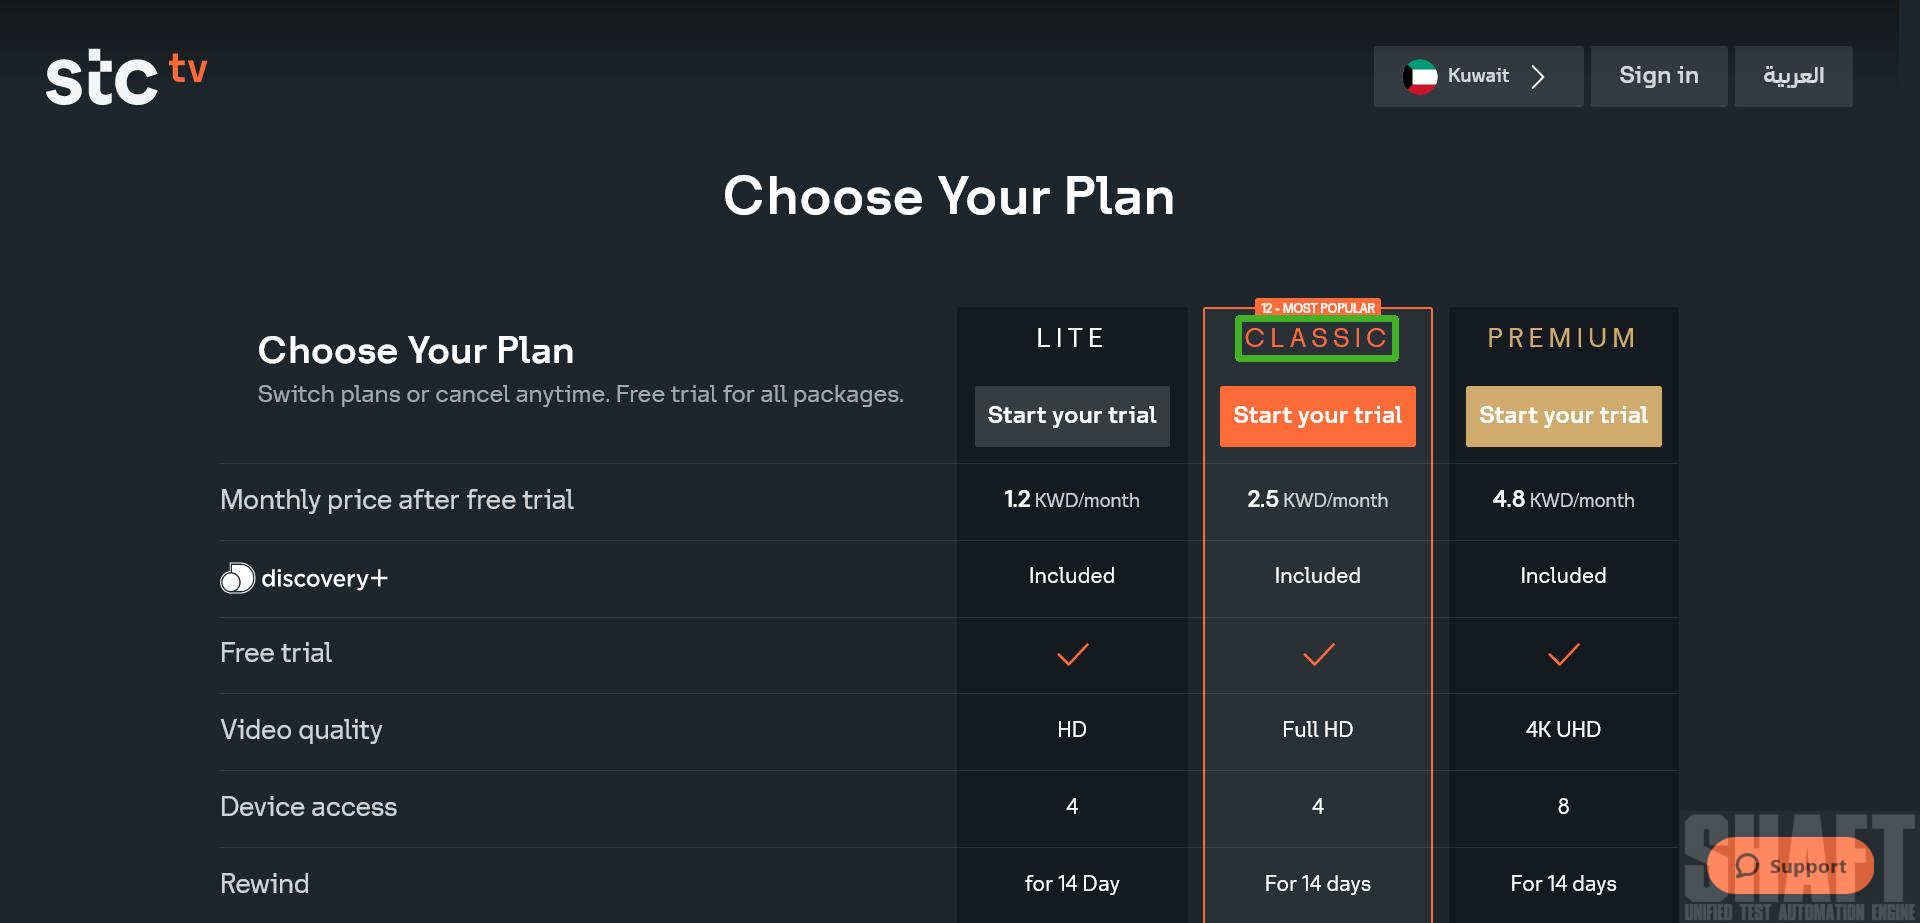 stc tv
Kuwait
Sign in
العربية
Choose Your Plan
12 - MOST POPULAR
Choose Your Plan
Switch plans or cancel anytime. Free trial for all packages.
LITE CLASSIC PREMIUM
Start your trial Start your trial Start your trial
Monthly price after free trial 1.2 KWD/month 2.5 KWD/month 4.8 KWD/month
discovery+ Included Included Included
Free trial
Video quality HD Full HD 4K UHD
Device access 4 4 8
Rewind for 14 Day For 14 days For 14 days
SHAFT
Support
UNIFIED TEST AUTOMATION ENGINE